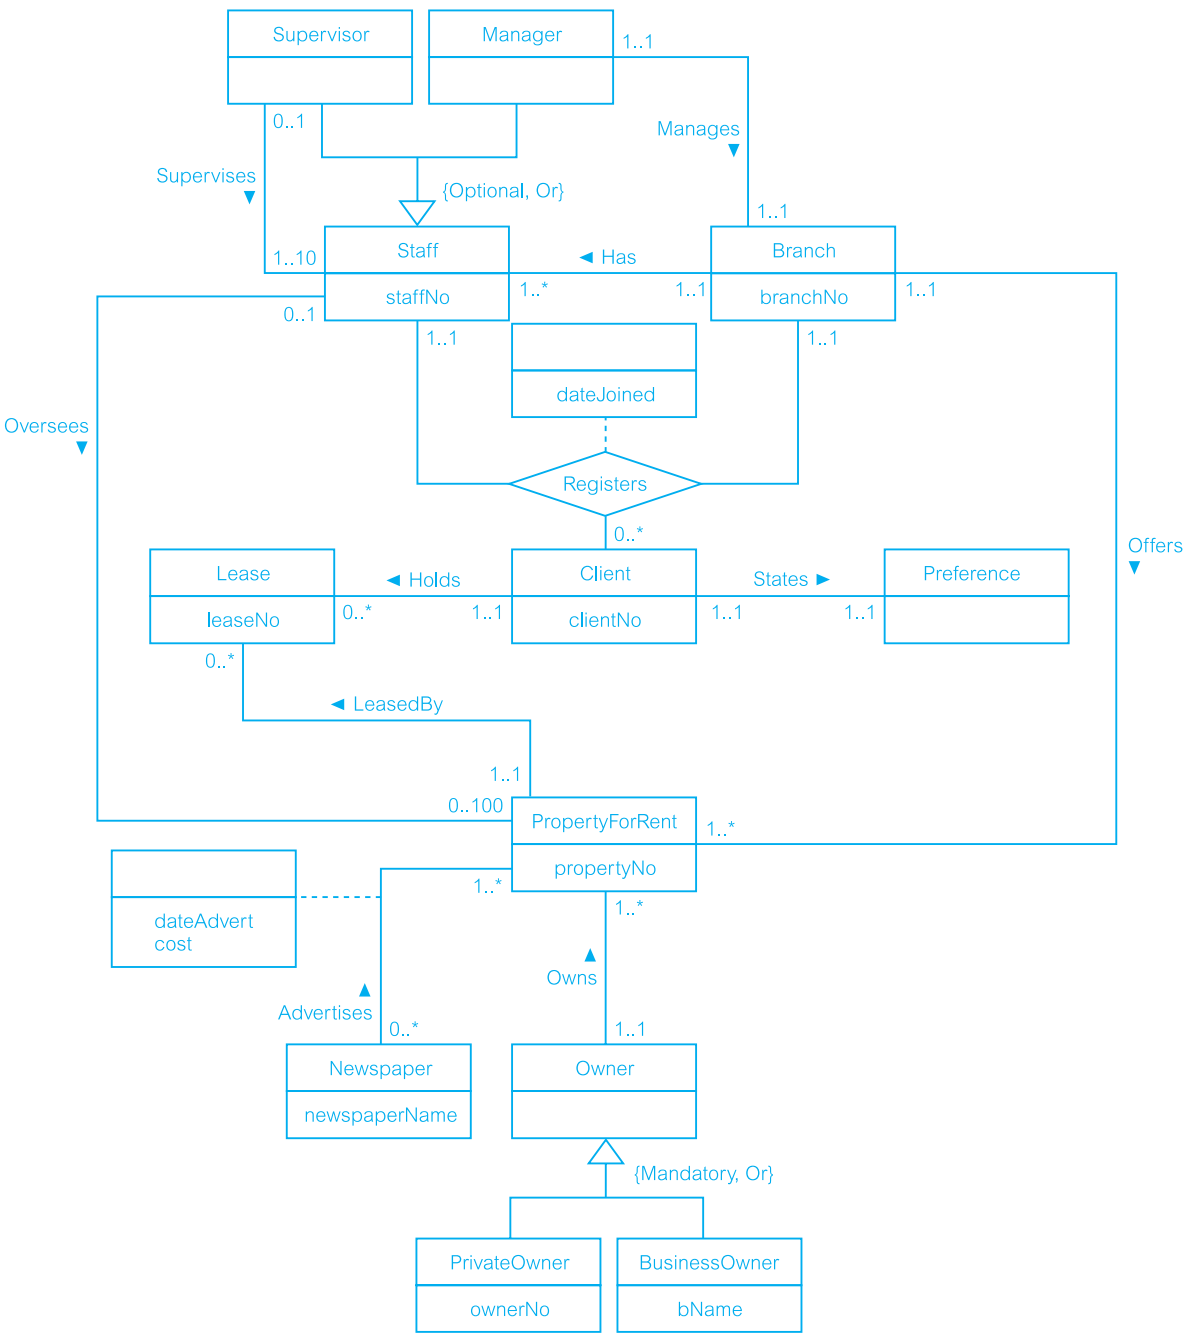 Supervisor
Manager
1..1
0..1
Manages
▼
Supervises
▼
{Optional, Or}
1..1
Staff
Branch
1..10
◄ Has
staffNo
1..*
1..1
branchNo
1..1
0..1
1..1
1..1
dateJoined
Oversees
▼
Registers
0..*
Offers
▼
Lease
◄ Holds
Client
States ►
Preference
leaseNo
0..*
1..1
clientNo
1..1
1..1
0..*
◄ LeasedBy
1..1
0..100
PropertyForRent
1..*
propertyNo
1..*
1..*
dateAdvert
cost
▲
Owns
▲
Advertises
0..*
1..1
Newspaper
Owner
newspaperName
{Mandatory, Or}
PrivateOwner
BusinessOwner
ownerNo
bName